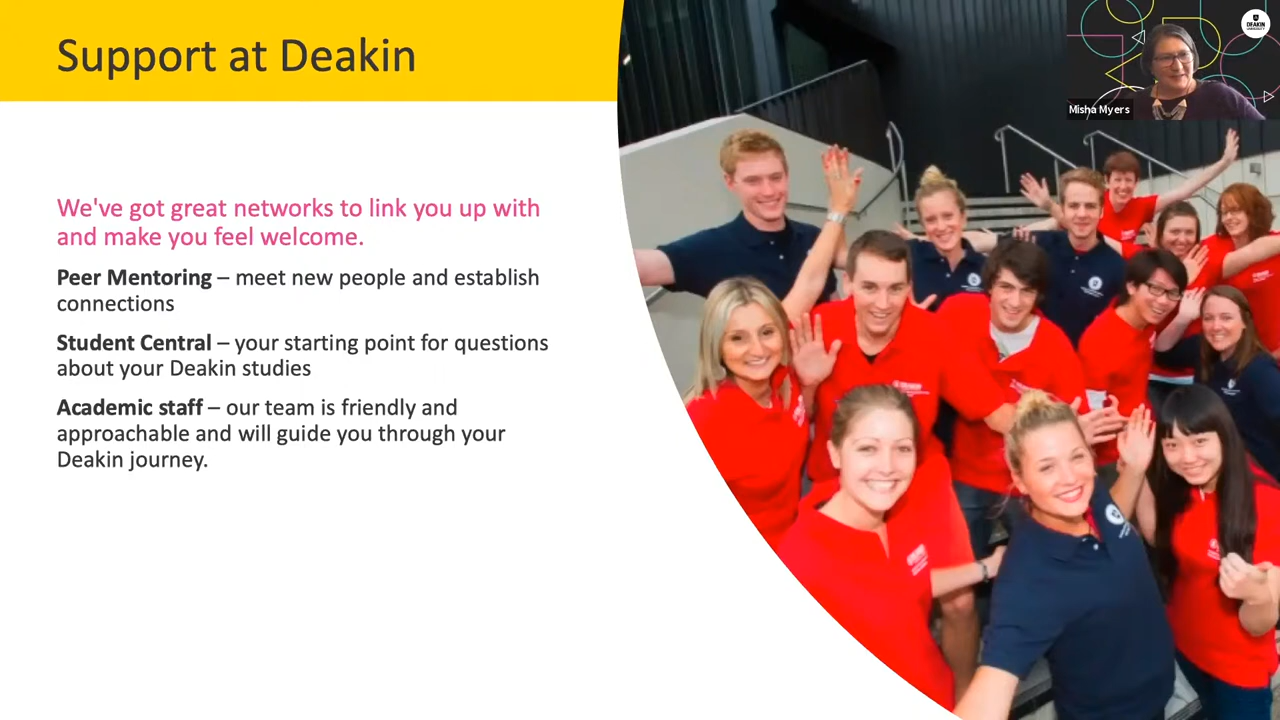 Support at Deakin
DEAKIN
UNIVERSITY
Misha Myers
We've got great networks to link you up with
and make you feel welcome.
Peer Mentoring – meet new people and establish
connections
Student Central – your starting point for questions
about your Deakin studies
Academic staff – our team is friendly and
approachable and will guide you through your
Deakin journey.